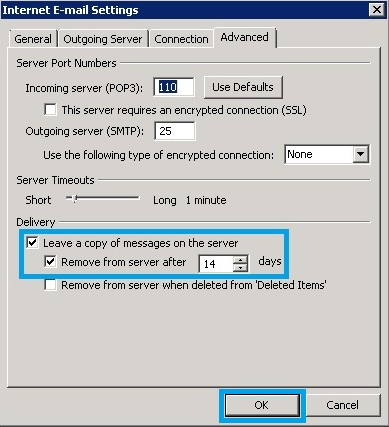 Internet E-mail Settings
General Outgoing Server Connection Advanced
Server Port Numbers
Incoming server (POP3): 110 Use Defaults
This server requires an encrypted connection (SSL)
Outgoing server (SMTP): 25
Use the following type of encrypted connection: None
Server Timeouts
Short Long 1 minute
Delivery
Leave a copy of messages on the server
Remove from server after 14 days
Remove from server when deleted from 'Deleted Items'
OK Cancel